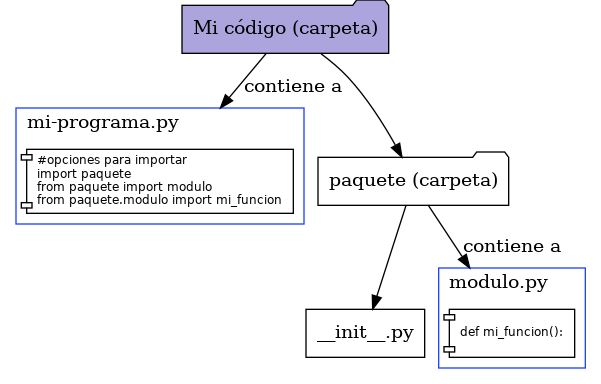 Mi código (carpeta)
contiene a
mi-programa.py
#opciones para importar
import paquete
from paquete import modulo
from paquete.modulo import mi_funcion
paquete (carpeta)
contiene a
modulo.py
__init__.py
def mi_funcion():